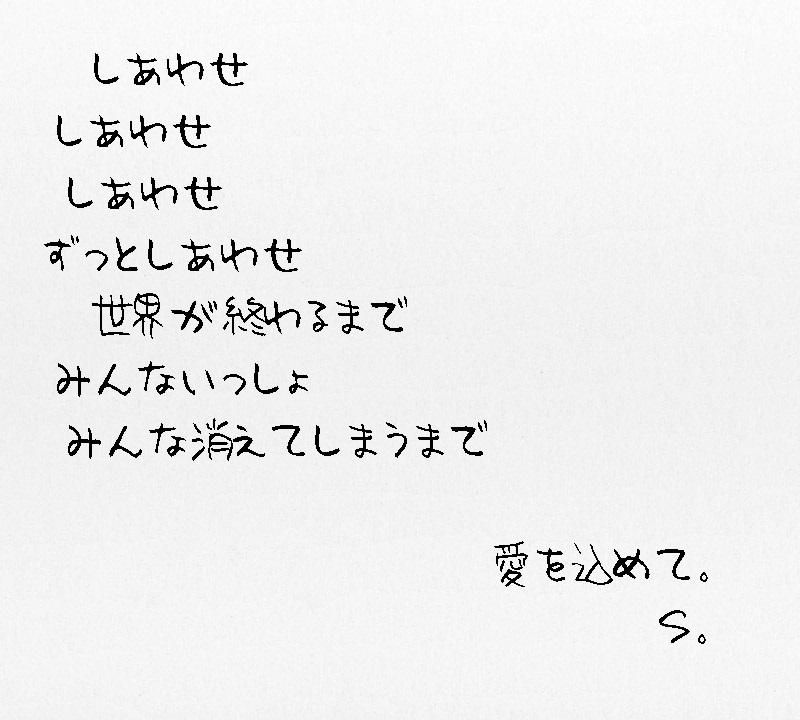 しあわせ
しあわせ
しあわせ
ずっとしあわせ
世界が終わるまで
みんないっしょ
みんな消えてしまうまで
愛を込めて。
S。